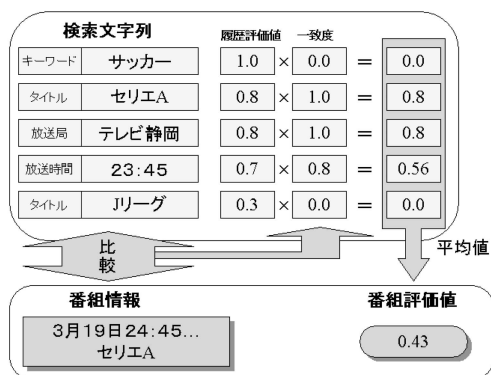 検索文字列
履歴評価値 一致度
キーワード サッカー 1.0 × 0.0 = 0.0
タイトル セリエA 0.8 × 1.0 = 0.8
放送局 テレビ静岡 0.8 × 1.0 = 0.8
放送時間 23:45 0.7 × 0.8 = 0.56
タイトル Jリーグ 0.3 × 0.0 = 0.0
比
較
平均値
番組情報
番組評価値
3月19日24:45...
セリエA
0.43